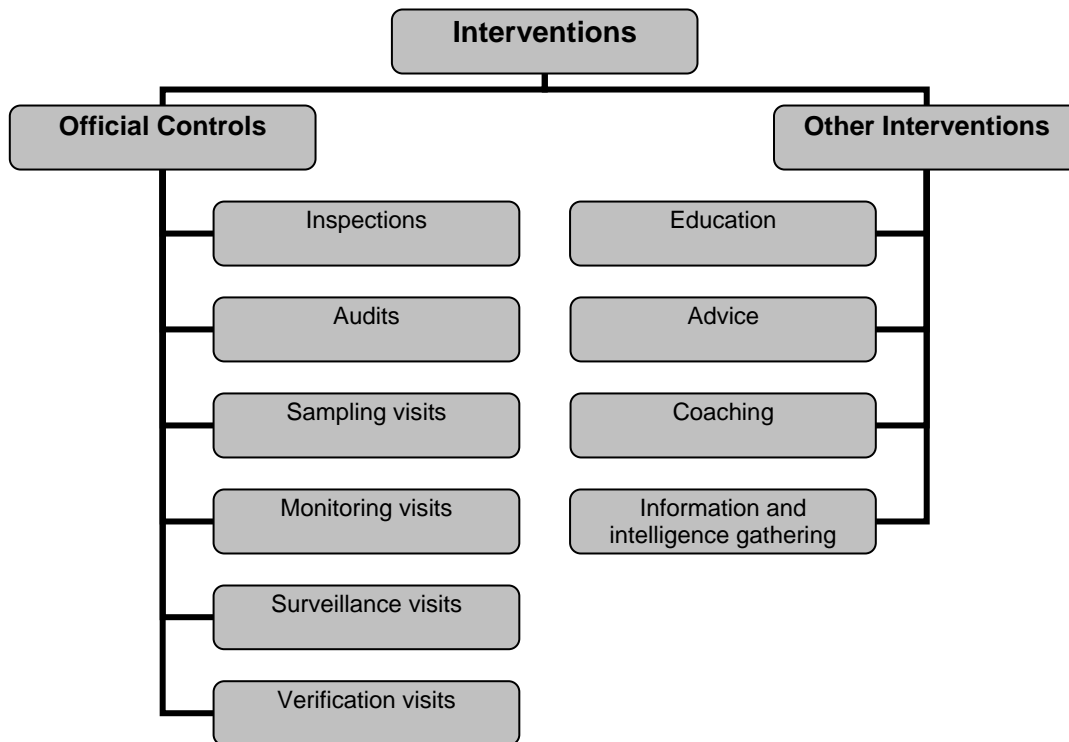 Interventions
Official Controls
Other Interventions
Inspections
Education
Audits
Advice
Sampling visits
Coaching
Monitoring visits
Information and
intelligence gathering
Surveillance visits
Verification visits